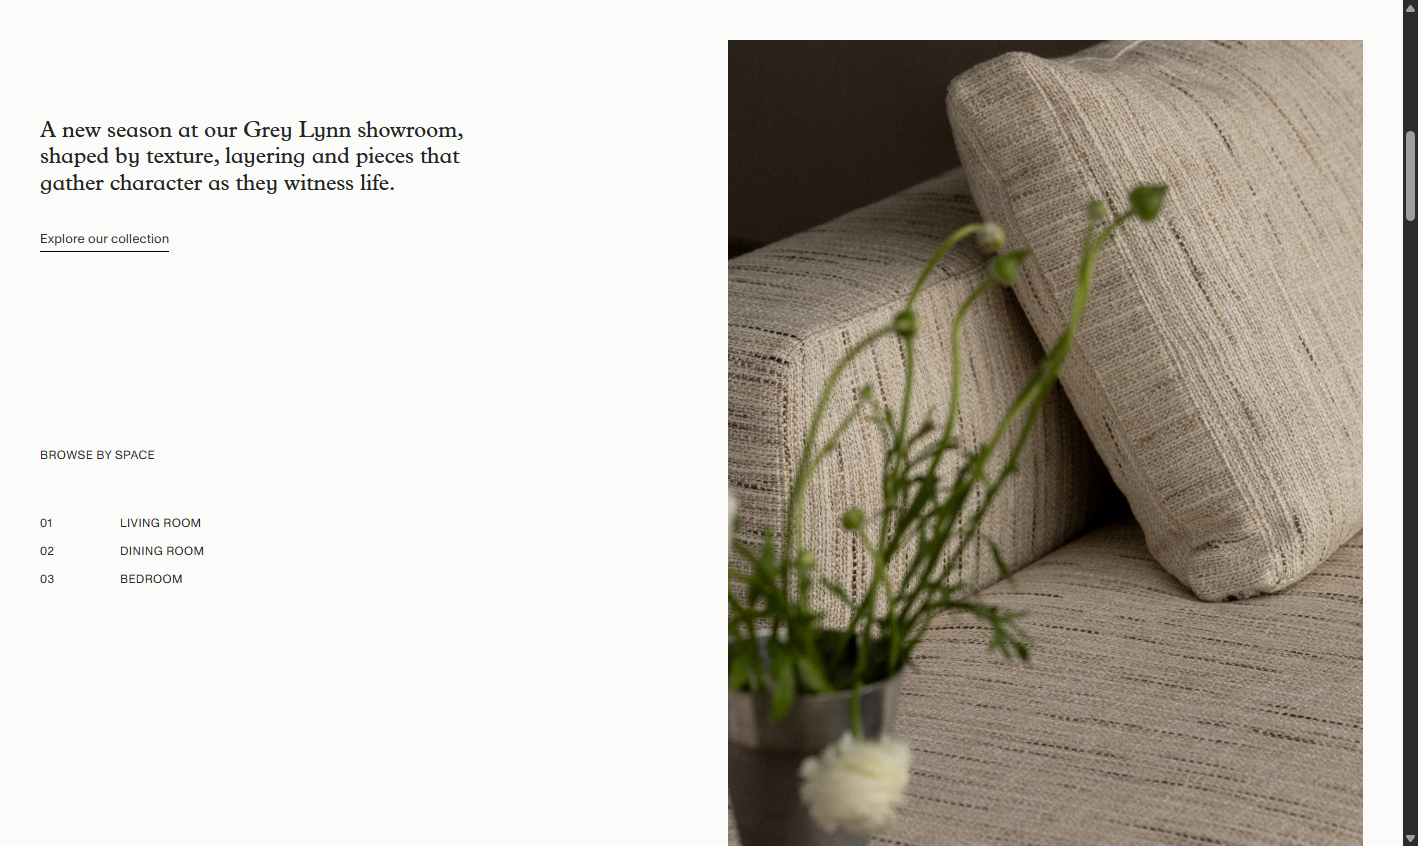 A new season at our Grey Lynn showroom,
shaped by texture, layering and pieces that
gather character as they witness life.
Explore our collection
BROWSE BY SPACE
01 LIVING ROOM
02 DINING ROOM
03 BEDROOM